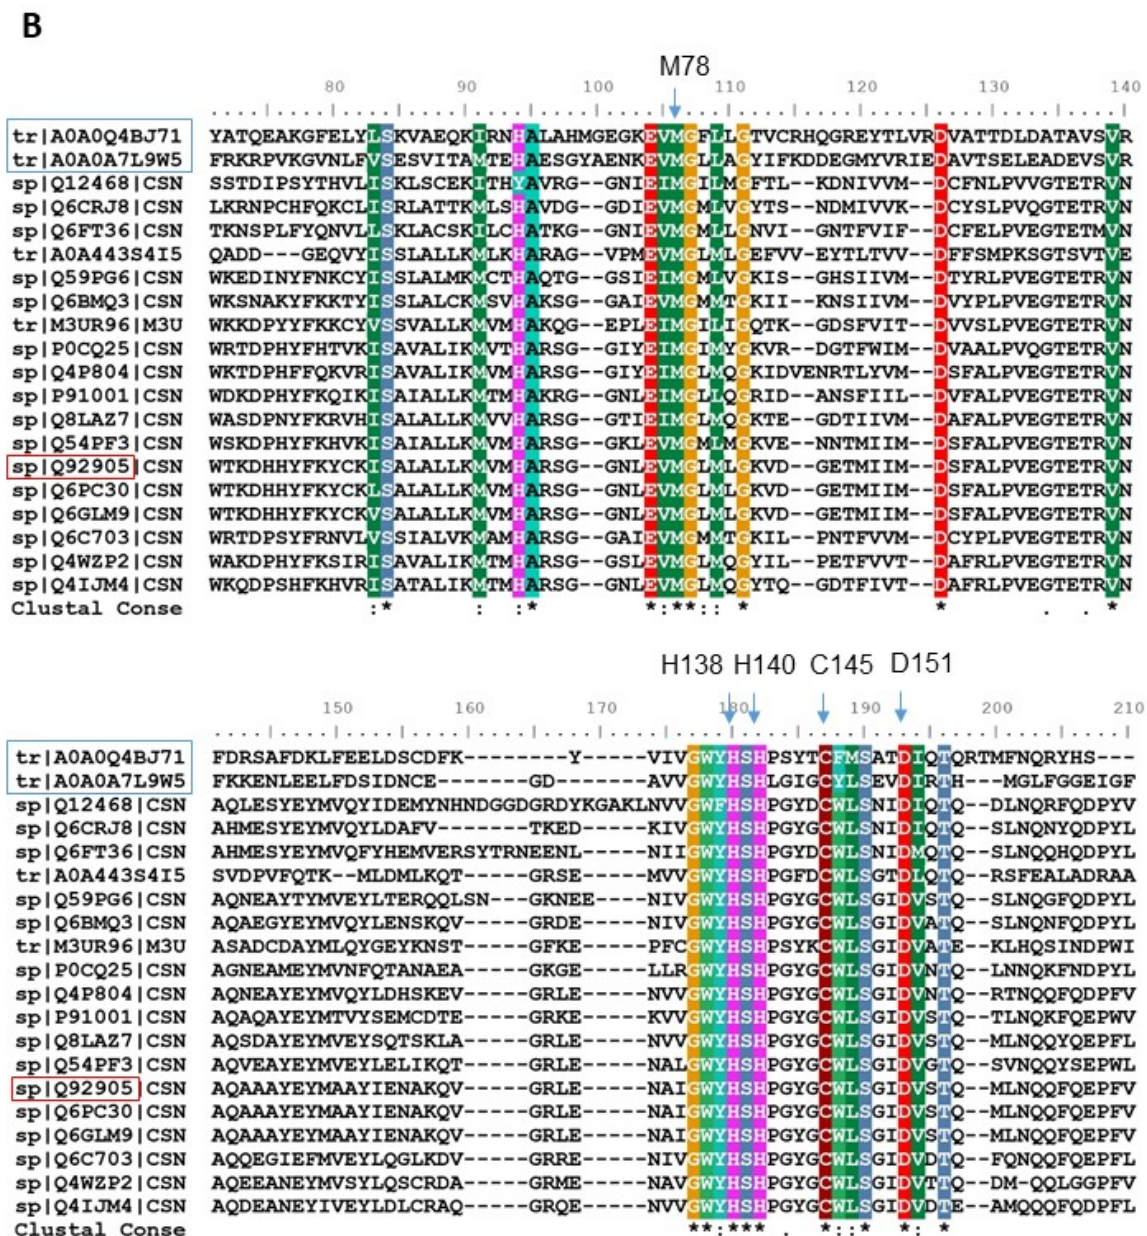 B
M78
80 90 100 110 120 130 140
tr|A0A0Q4BJ71 YATQEAKGFELYLSKVAEQKIRNHALAHMGEGKEVMGFLLGTVCRHQGREYTLVRDVATTDLDATAVSVR
tr|A0A0A7L9W5 FRKRPVKGVNLFVSESVITAMTEHAESGYAENKEVMGLLAGYIFKDDEGMYVRIEDAVTSELEADEVSVR
sp|Q12468|CSN SSTDIPSYTHVLISKLSCEKITHYAVRG--GNIEIMGILMGFTL--KDNIVVM--DCFNLPVVGTETRVN
sp|Q6CRJ8|CSN LKRNPCHFQKCLISRLATTKMLSHAVDG--GDIEVMGMLVGYTS--NDMIVVK--DCYSLPVQGTETRVN
sp|Q6FT36|CSN TKNSPLFYQNVLLSKLACSKILCHATKG--GNIEVMGMLLGNVI--GNTFVIF--DCFELPVEGTETMVN
tr|A0A443S4I5 QADD---GEQVYISSLALLKMLKHARAG--VPMEVMGLMLGEFVV-EYTLTVV--DFFSMPKSGTSVTVE
sp|Q59PG6|CSN WKEDINYFNKCYISSLALMKMCTHAQTG--GSIEIMGMLVGKIS--GHSIIVM--DTYRLPVEGTETRVN
sp|Q6BMQ3|CSN WKSNAKYFKKTYISSLALCKMSVHAKSG--GAIEVMGMMTGKII--KNSIIVM--DVYPLPVEGTETRVN
tr|M3UR96|M3U WKKDPYYFKKCYVSSVALLKMVMHAKQG--EPLEIMGILIGQTK--GDSFVIT--DVVSLPVEGTETRVN
sp|P0CQ25|CSN WRTDPHYFHTVKISAVALIKMVTHARSG--GIYEIMGIMYGKVR--DGTFWIM--DVAALPVQGTETRVN
sp|Q4P804|CSN WKTDPHFFQKVRISAVALIKMVMHARSG--GIYEIMGLMQGKIDVENRTLYVM--DSFALPVEGTETRVN
sp|P91001|CSN WDKDPHYFKQIKISAIALLKMTMHAKRG--GNLEIMGLLQGRID--ANSFIIL--DVFALPVEGTETRVN
sp|Q8LAZ7|CSN WASDPNYFKRVHISALALLKMVVHARSG--GTIEIMGLMQGKTE--GDTIIVM--DAFALPVEGTETRVN
sp|Q54PF3|CSN WSKDPHYFKHVKISAIALLKMVMHARSG--GKLEVMGMLMGKVE--NNTMIIM--DSFALPVEGTETRVN
sp|Q92905|CSN WTKDHHYFKYCKISALALLKMVMHARSG--GNLEVMGLMLGKVD--GETMIIM--DSFALPVEGTETRVN
sp|Q6PC30|CSN WTKDHHYFKYCKLSALALLKMVMHARSG--GNLEVMGLMLGKVD--GETMIIM--DSFALPVEGTETRVN
sp|Q6GLM9|CSN WTKDHHYFKYCKVSALALLKMVMHARSG--GNLEVMGLMLGKVD--GETMIIM--DSFALPVEGTETRVN
sp|Q6C703|CSN WRTDPSYFRNVLVSSIALVKMAMHARSG--GAIEVMGMMTGKIL--PNTFVVM--DCYPLPVEGTETRVN
sp|Q4WZP2|CSN WAKDPHYFKSIRISAVALIKMVMHARSG--GSLEVMGLMQGYIL--PETFVVT--DAFRLPVEGTETRVN
sp|Q4IJM4|CSN WKQDPSHFKHVRISATALIKMTMHARSG--GNLEVMGLMQGYTQ--GDTFIVT--DAFRLPVEGTETRVN
Clustal Conse :* : :* *:**:: * * . . *
H138 H140 C145 D151
150 160 170 180 190 200 210
tr|A0A0Q4BJ71 FDRSAFDKLFEELDSCDFK--------Y------VIVGWYHSHPSYTCFMSATDIQTQRTMFNQRYHS---
tr|A0A0A7L9W5 FKKENLEELFDSIDNCE-------GD-----AVVGWYHSHLGIGCYLSEVDIRTH---MGLFGGEIGF
sp|Q12468|CSN AQLESYEYMVQYIDEMYNHNDGGDGRDYKGAKLNVVGWFHSHPGYDCWLSNIDIQTQ--DLNQRFQDPYV
sp|Q6CRJ8|CSN AHMESYEYMVQYLDAFV-------TKED-----KIVGWYHSHPGYGCWLSNIDIQTQ--SLNQNYQDPYL
sp|Q6FT36|CSN AHMESYEYMVQFYHEMVERSYTRNEENL-----NIIGWYHSHPGYDCWLSNIDMQTQ--SLNQQHQDPYL
tr|A0A443S4I5 SVDPVFQTK--MLDMLKQT-----GRSE-----MVVGWYHSHPGFDCWLSGTDLQTQ--RSFEALADRAA
sp|Q59PG6|CSN AQNEAYTYMVEYLTERQQLSN---GKNEE----NIVGWYHSHPGYGCWLSGIDVSTQ--SLNQGFQDPYL
sp|Q6BMQ3|CSN AQAEGYEYMVQYLENSKQV-----GRDE-----NIVGWYHSHPGYGCWLSGIDVATQ--SLNQNFQDPYL
tr|M3UR96|M3U ASADCDAYMLQYGEYKNST-----GFKE-----PFCGWYHSHPSYKCWLSGIDVATE--KLHQSINDPWI
sp|P0CQ25|CSN AGNEAMEYMVNFQTANAEA-----GKGE-----LLRGWYHSHPGYGCWLSGIDVNTQ--LNNQKFNDPYL
sp|Q4P804|CSN AQNEAYEYMVQYLDHSKEV-----GRLE-----NVVGWYHSHPGYGCWLSGIDVNTQ--RTNQQFQDPFV
sp|P91001|CSN AQAQAYEYMTVYSEMCDTE-----GRKE-----KVVGWYHSHPGYGCWLSGIDVSTQ--TLNQKFQEPWV
sp|Q8LAZ7|CSN AQSDAYEYMVEYSQTSKLA-----GRLE-----NVVGWYHSHPGYGCWLSGIDVSTQ--MLNQQYQEPFL
sp|Q54PF3|CSN AQVEAYEYMVEYLELIKQT-----GRLE-----NALGWYHSHPGYGCWLSGIDVGTQ--SVNQQYSEPWL
sp|Q92905|CSN AQAAAYEYMAAYIENAKQV-----GRLE-----NAIGWYHSHPGYGCWLSGIDVSTQ--MLNQQFQEPFV
sp|Q6PC30|CSN AQAAAYEYMAAYIENAKQV-----GRLE-----NAIGWYHSHPGYGCWLSGIDVSTQ--MLNQQFQEPFV
sp|Q6GLM9|CSN AQAAAYEYMAAYIENAKQV-----GRLE-----NAIGWYHSHPGYGCWLSGIDVSTQ--MLNQQYQEPFV
sp|Q6C703|CSN AQQEGIEFMVEYLQGLKDV-----GRRE-----NIVGWYHSHPGYGCWLSGIDVDTQ--FQNQQFQEPFL
sp|Q4WZP2|CSN AQEEANEYMVSYLQSCRDA-----GRME-----NAVGWYHSHPGYGCWLSGIDVTTQ--DM-QQLGGPFV
sp|Q4IJM4|CSN AQDEANEYIVEYLDLCRAQ-----GRQE-----NVVGWYHSHPGYGCWLSGIDVDTE--AMQQQFQDPFL
Clustal Conse **:*** . *::* *: *